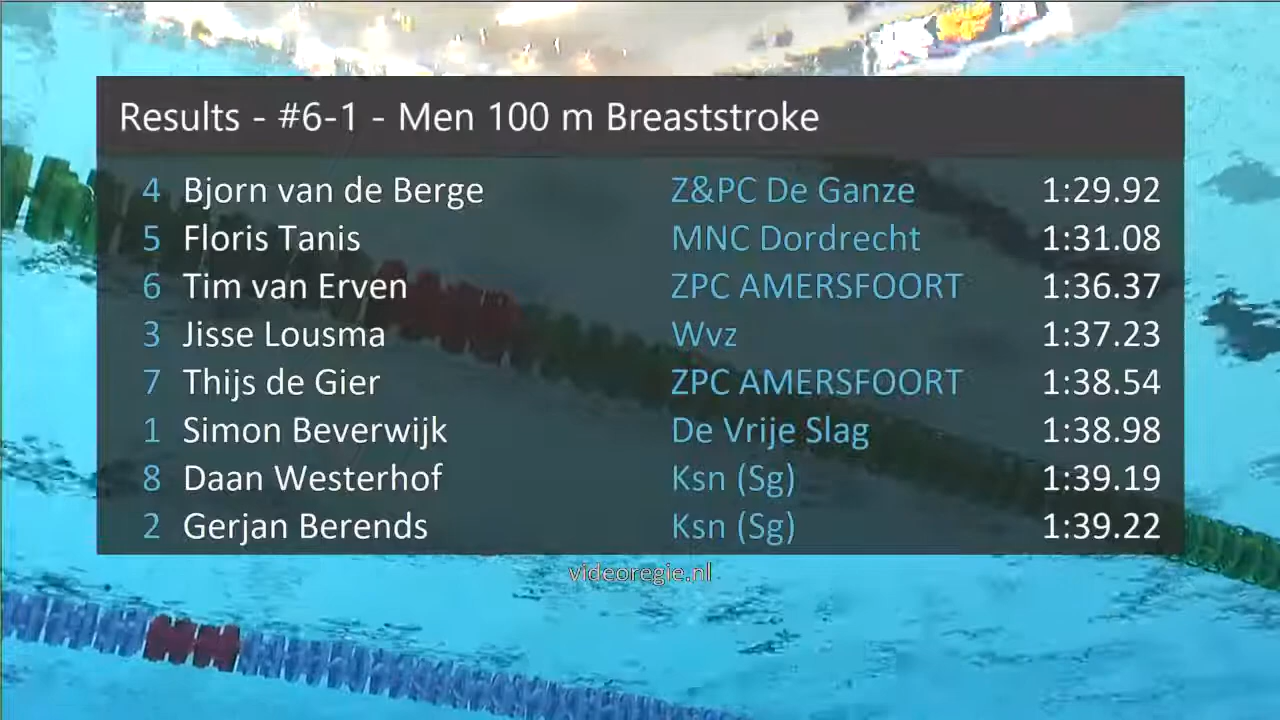 Results - #6-1 - Men 100 m Breaststroke
4 Bjorn van de Berge Z&PC De Ganze 1:29.92
5 Floris Tanis MNC Dordrecht 1:31.08
6 Tim van Erven ZPC AMERSFOORT 1:36.37
3 Jisse Lousma Wvz 1:37.23
7 Thijs de Gier ZPC AMERSFOORT 1:38.54
1 Simon Beverwijk De Vrije Slag 1:38.98
8 Daan Westerhof Ksn (Sg) 1:39.19
2 Gerjan Berends Ksn (Sg) 1:39.22
videoregie.nl